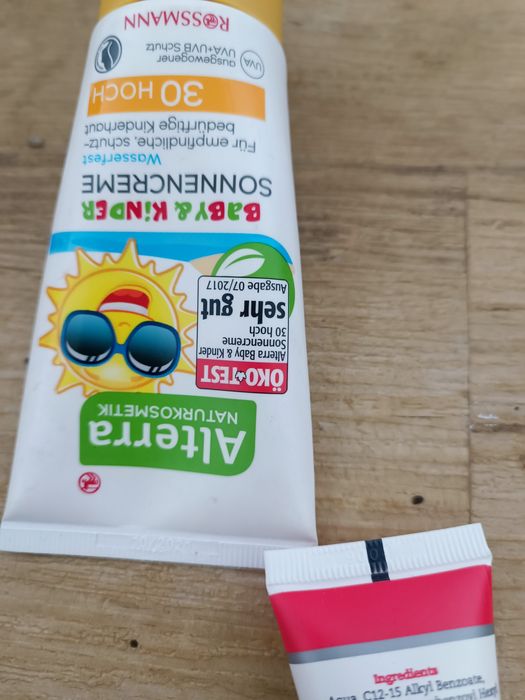 Alterra
NATURKOSMETIK
ÖKO-TEST
Alterra Baby & Kinder
Sonnencreme
30 hoch
sehr gut
Ausgabe 07/2017
BABY & KiNDER
SONNENCREME
Wasserfest
Für empfindliche, schutz-
bedürftige Kinderhaut
30 HOCH
UVA
ausgewogener
UVA+UVB Schutz
ROSSMANN
Ingredients
Aqua, C12-15 Alkyl Benzoate,